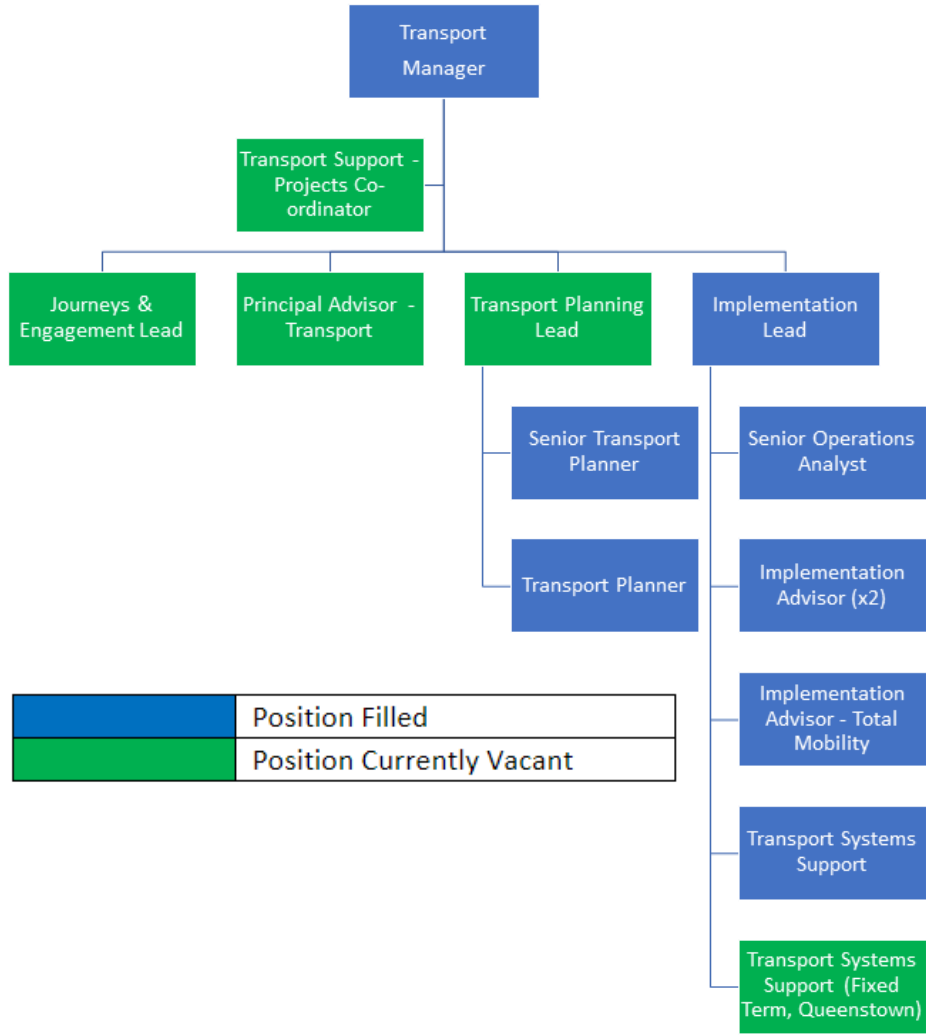 Transport
Manager
Transport Support -
Projects Co-
ordinator
Journeys &
Engagement Lead
Principal Advisor -
Transport
Transport Planning
Lead
Implementation
Lead
Senior Transport
Planner
Transport Planner
Senior Operations
Analyst
Implementation
Advisor (x2)
Implementation
Advisor - Total
Mobility
Transport Systems
Support
Transport Systems
Support (Fixed
Term, Queenstown)
Position Filled
Position Currently Vacant